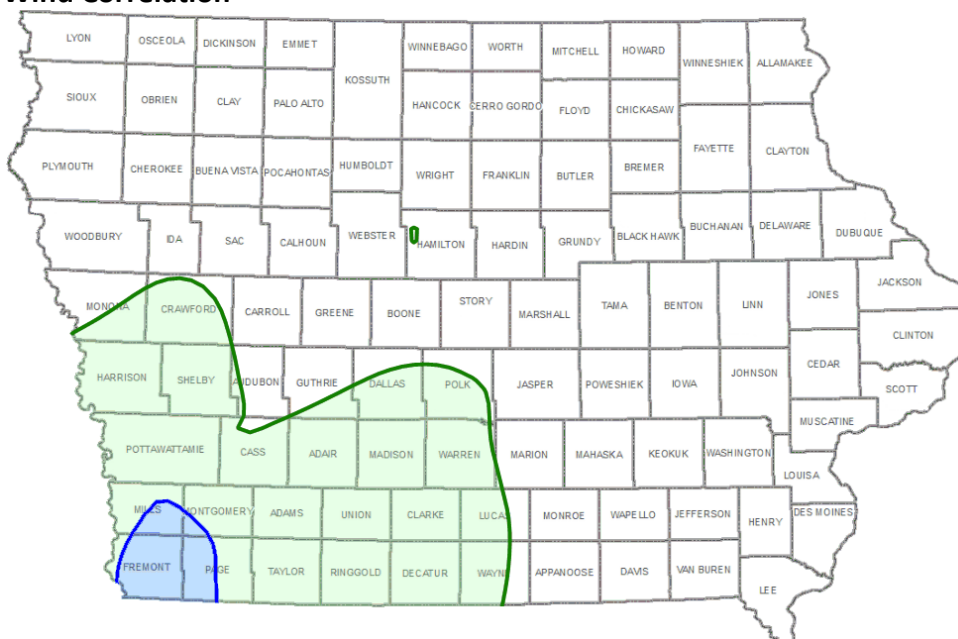 Wind Correlation
LYON OSCEOLA DICKINSON EMMET WINNEBAGO WORTH MITCHELL HOWARD WINNESHIEK ALLAMAKEE
KOSSUTH
SIOUX OBRIEN CLAY PALO ALTO HANCOCK CERRO GORDO FLOYD CHICKASAW
PLYMOUTH CHEROKEE BUENA VISTA POCAHONTAS HUMBOLDT WRIGHT FRANKLIN BUTLER BREMER FAYETTE CLAYTON
WOODBURY IDA SAC CALHOUN WEBSTER HAMILTON HARDIN GRUNDY BLACK HAWK BUCHANAN DELAWARE DUBUQUE
MONONA CRAWFORD CARROLL GREENE BOONE STORY MARSHALL TAMA BENTON LINN JONES JACKSON
CLINTON
HARRISON SHELBY AUDUBON GUTHRIE DALLAS POLK JASPER POWESHIEK IOWA JOHNSON CEDAR SCOTT
MUSCATINE
POTTAWATTAMIE CASS ADAIR MADISON WARREN MARION MAHASKA KEOKUK WASHINGTON LOUISA
MILLS MONTGOMERY ADAMS UNION CLARKE LUCAS MONROE WAPELLO JEFFERSON HENRY DES MOINES
FREMONT PAGE TAYLOR RINGGOLD DECATUR WAYNE APPANOOSE DAVIS VAN BUREN LEE